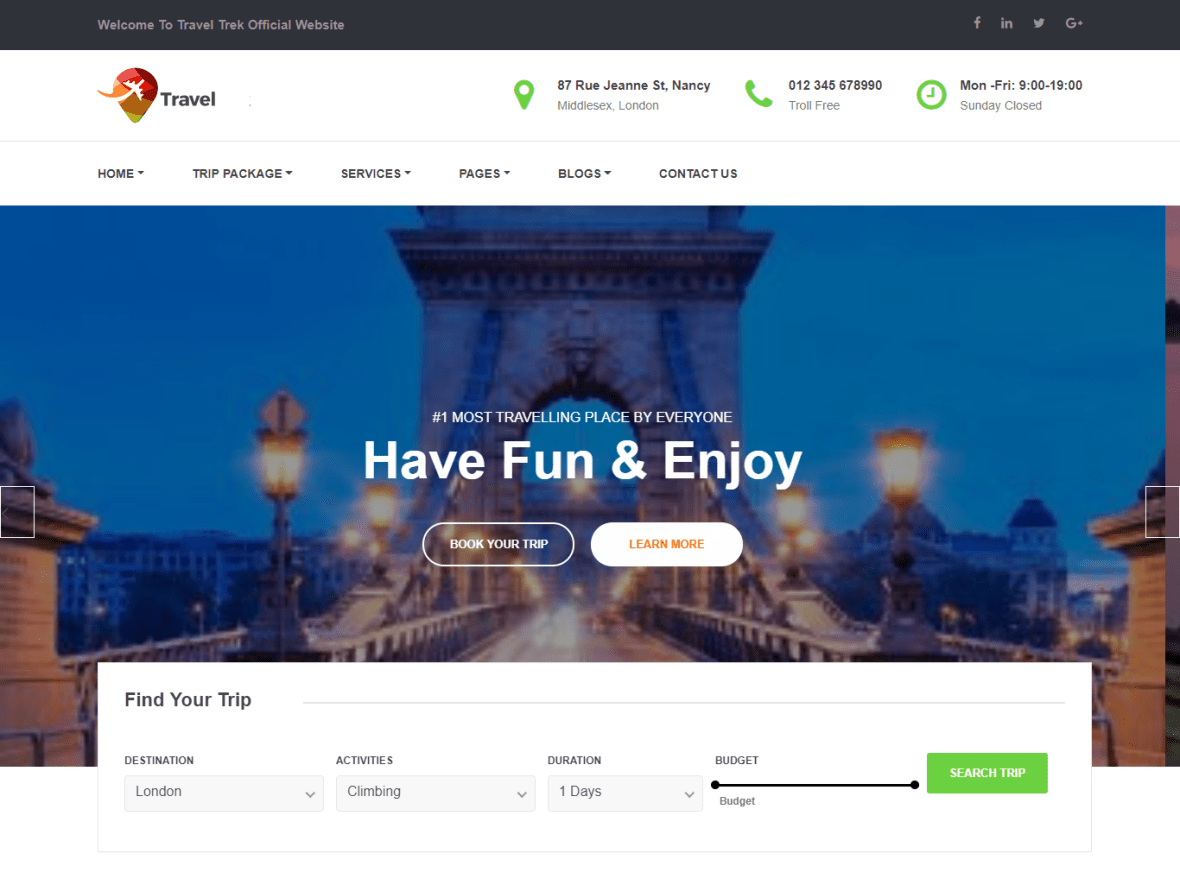 Welcome To Travel Trek Official Website
Travel
87 Rue Jeanne St, Nancy
Middlesex, London
012 345 678990
Troll Free
Mon -Fri: 9:00-19:00
Sunday Closed
HOME
TRIP PACKAGE
SERVICES
PAGES
BLOGS
CONTACT US
#1 MOST TRAVELLING PLACE BY EVERYONE
Have Fun & Enjoy
BOOK YOUR TRIP
LEARN MORE
Find Your Trip
DESTINATION
ACTIVITIES
DURATION
BUDGET
London
Climbing
1 Days
Budget
SEARCH TRIP